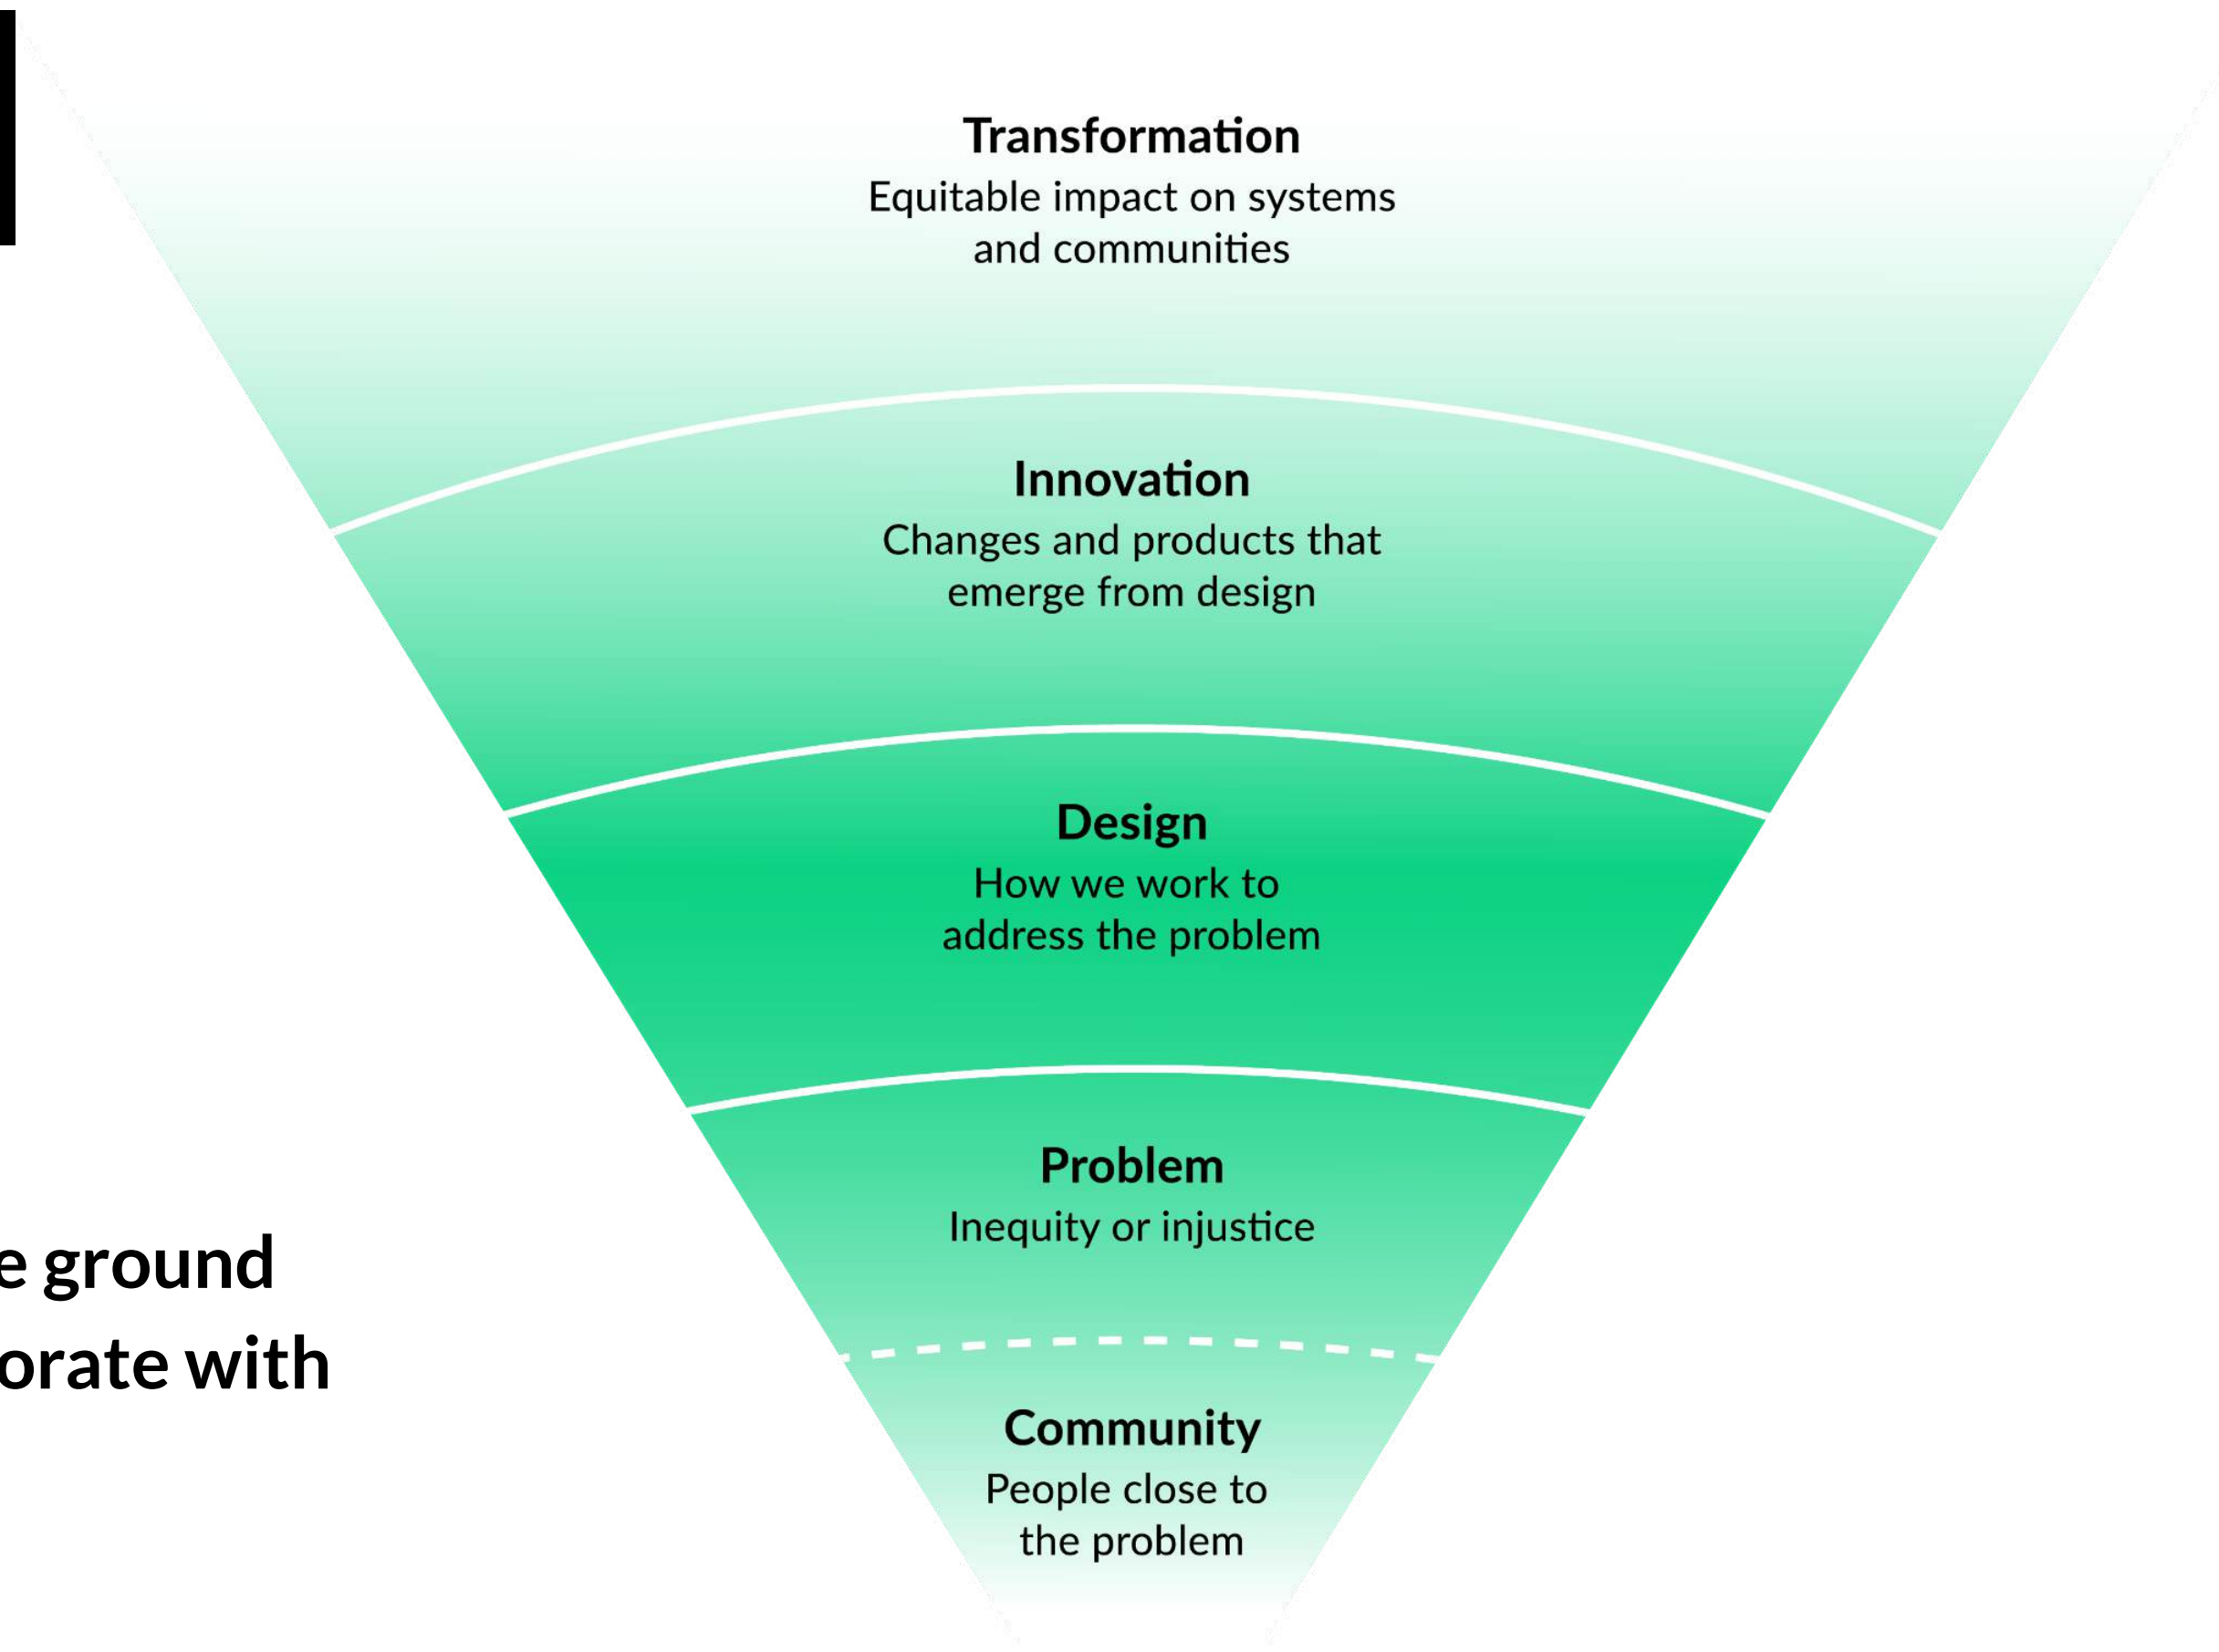 Transformation
Equitable impact on systems
and communities
Innovation
Changes and products that
emerge from design
Design
How we work to
address the problem
Problem
Inequity or injustice
ground
with
Community
People close to
the problem